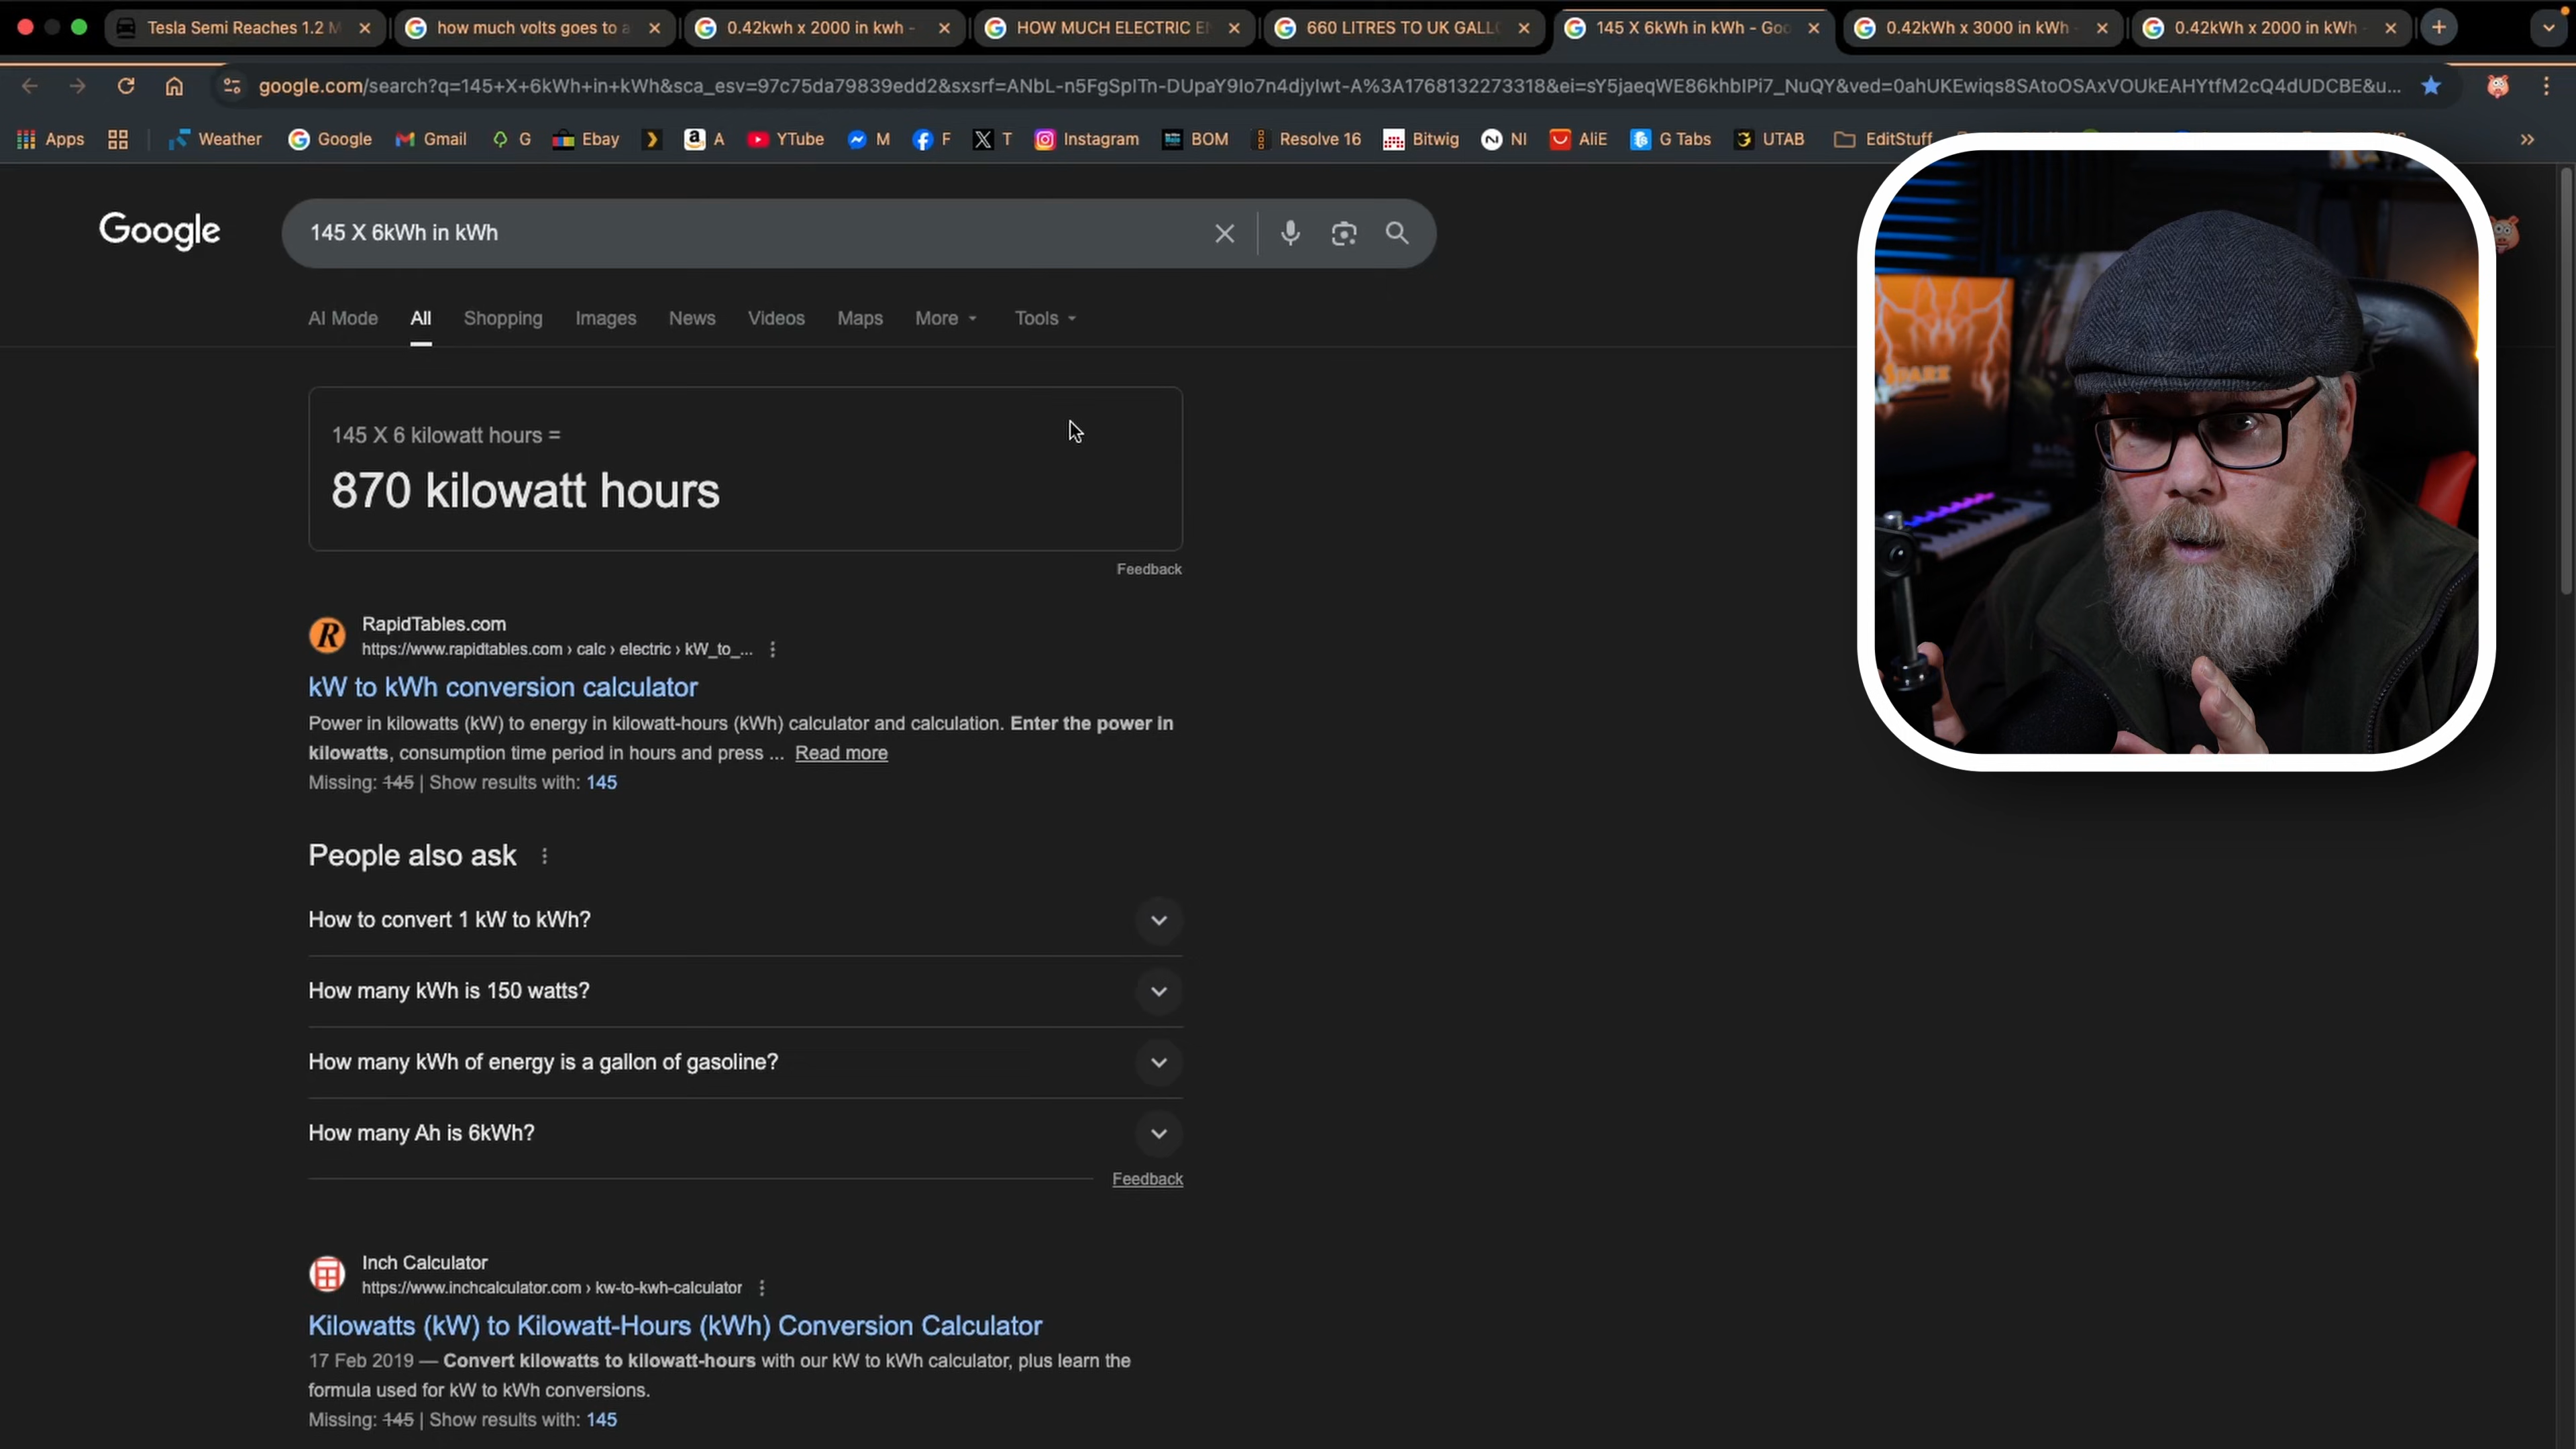 Tesla Semi Reaches 1.2 M
how much volts goes to a
0.42kwh x 2000 in kwh -
HOW MUCH ELECTRIC EN
660 LITRES TO UK GALLO
145 X 6kWh in kWh - Goo
0.42kWh x 3000 in kWh -
0.42kWh x 2000 in kWh -
google.com/search?q=145+X+6kWh+in+kWh&sca_esv=97c75da79839edd2&sxsrf=ANbL-n5FgSpITn-DUpaY9Io7n4djyIwt-A%3A1768132273318&ei=sY5jaeqWE86khbIPi7_NuQY&ved=0ahUKEwiqs8SAtoOSAxVOUkEAHYtfM2cQ4dUDCBE&u...
Apps Weather Google Gmail G Ebay A YTube M F T Instagram BOM Resolve 16 Bitwig NI AliE G Tabs UTAB EditStuff
Google
145 X 6kWh in kWh
AI Mode All Shopping Images News Videos Maps More Tools
145 X 6 kilowatt hours =
870 kilowatt hours
Feedback
RapidTables.com
https://www.rapidtables.com › calc › electric › kW_to_...
kW to kWh conversion calculator
Power in kilowatts (kW) to energy in kilowatt-hours (kWh) calculator and calculation. Enter the power in
kilowatts, consumption time period in hours and press ... Read more
Missing: 145 | Show results with: 145
People also ask
How to convert 1 kW to kWh?
How many kWh is 150 watts?
How many kWh of energy is a gallon of gasoline?
How many Ah is 6kWh?
Feedback
Inch Calculator
https://www.inchcalculator.com › kw-to-kwh-calculator
Kilowatts (kW) to Kilowatt-Hours (kWh) Conversion Calculator
17 Feb 2019 — Convert kilowatts to kilowatt-hours with our kW to kWh calculator, plus learn the
formula used for kW to kWh conversions.
Missing: 145 | Show results with: 145